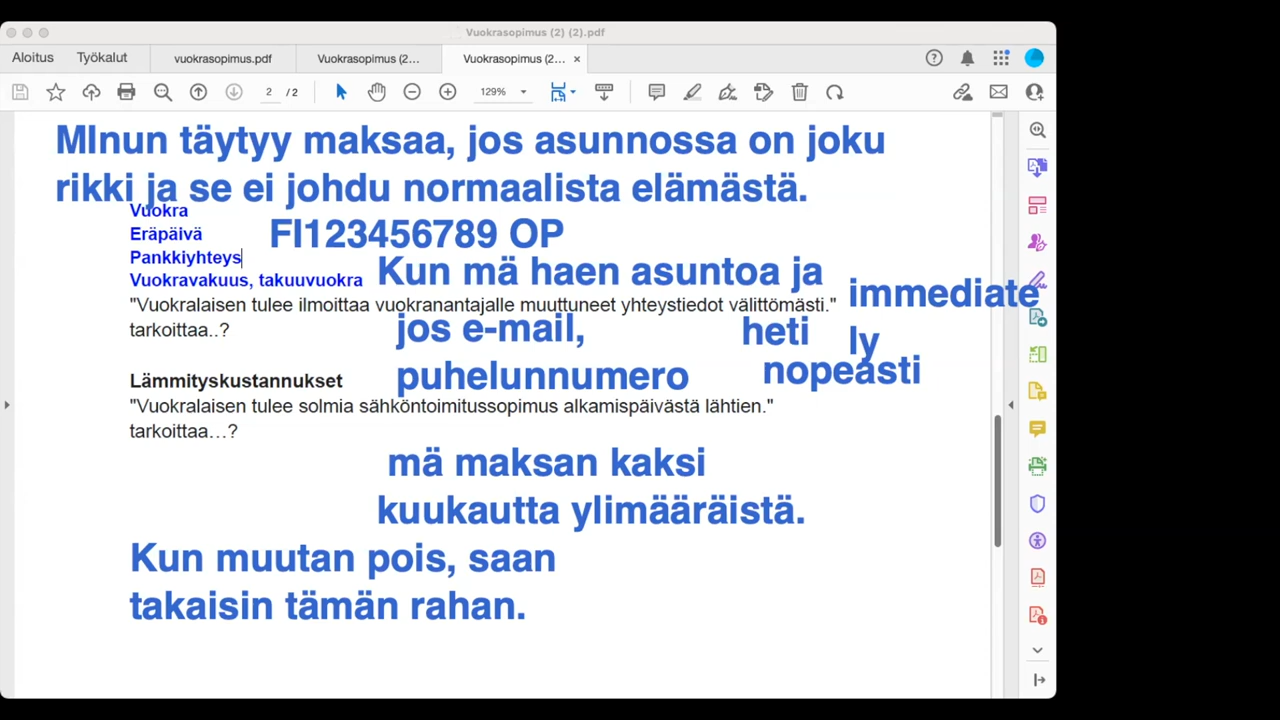 Vuokrasopimus (2) (2).pdf
Aloitus Työkalut vuokrasopimus.pdf Vuokrasopimus (2... Vuokrasopimus (2... ×
2 / 2 129%
MInun täytyy maksaa, jos asunnossa on joku
rikki ja se ei johdu normaalista elämästä.
Vuokra
Eräpäivä FI123456789 OP
Pankkiyhteys
Kun mä haen asuntoa ja
Vuokravakuus, takuuvuokra
immediate
"Vuokralaisen tulee ilmoittaa vuokranantajalle muuttuneet yhteystiedot välittömästi."
tarkoittaa..?
jos e-mail, heti ly
puhelunnumero nopeasti
Lämmityskustannukset
"Vuokralaisen tulee solmia sähköntoimitussopimus alkamispäivästä lähtien."
tarkoittaa…?
mä maksan kaksi
kuukautta ylimääräistä.
Kun muutan pois, saan
takaisin tämän rahan.